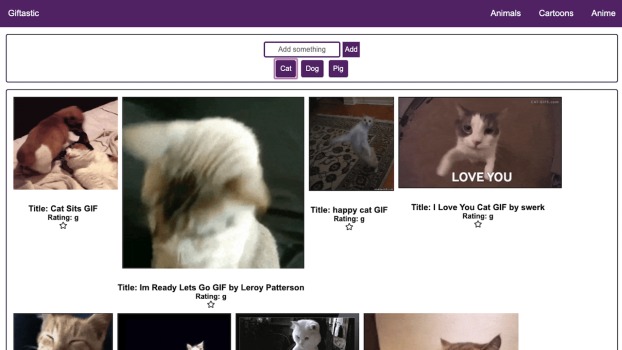 Giftastic
Animals Cartoons Anime
Add something Add
Cat Dog Pig
LOVE YOU
Title: Cat Sits GIF
Rating: g
Title: happy cat GIF
Rating: g
Title: I Love You Cat GIF by swerk
Rating: g
Title: Im Ready Lets Go GIF by Leroy Patterson
Rating: g